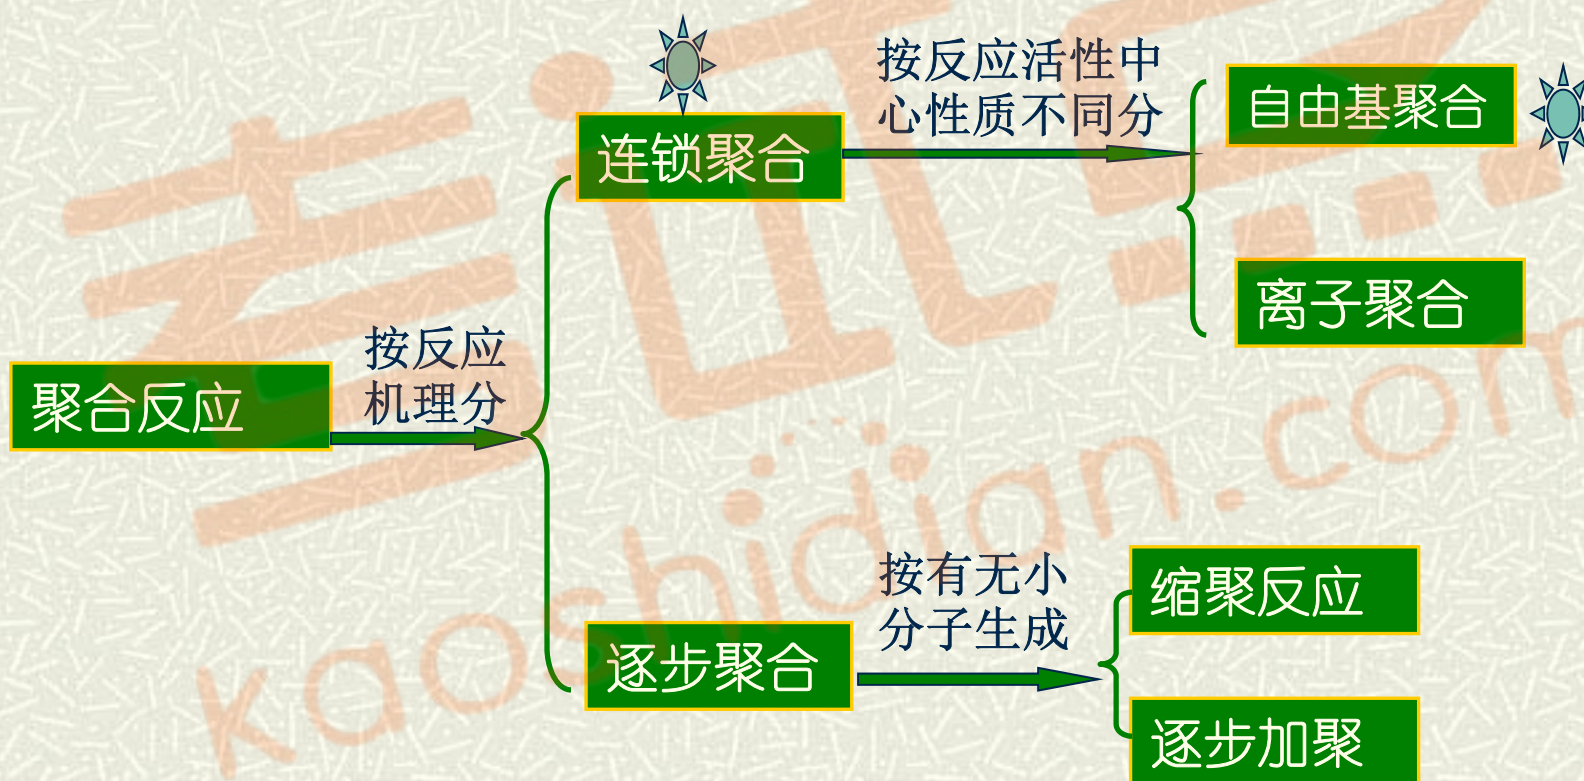 聚合反应
按反应
机理分
连锁聚合
按反应活性中
心性质不同分
自由基聚合
离子聚合
逐步聚合
按有无小
分子生成
缩聚反应
逐步加聚
考试点
kaoshidian.com